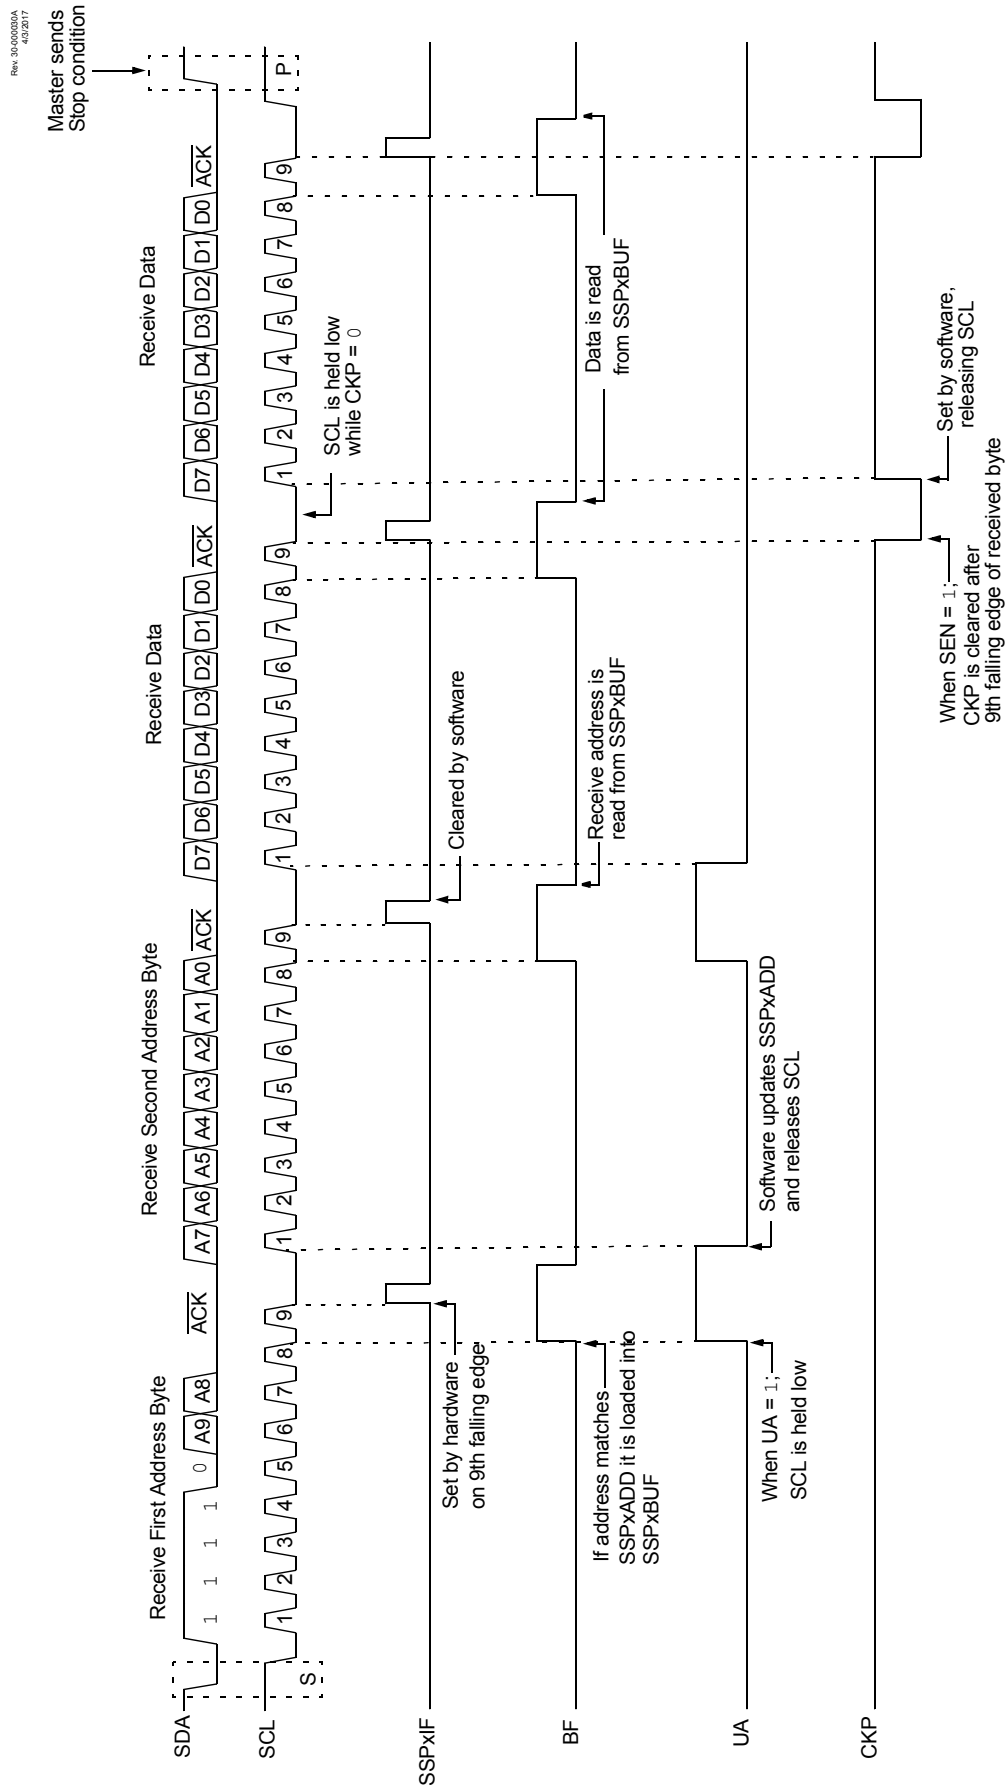 Rev. 30-000030A
4/3/2017
Master sends
Stop condition
Receive First Address Byte
Receive Second Address Byte
Receive Data
Receive Data
SDA
1 1 1 1 0 A9 A8 ACK
A7 A6 A5 A4 A3 A2 A1 A0 ACK
D7 D6 D5 D4 D3 D2 D1 D0 ACK
D7 D6 D5 D4 D3 D2 D1 D0 ACK
SCL
S
1 2 3 4 5 6 7 8 9
1 2 3 4 5 6 7 8 9
1 2 3 4 5 6 7 8 9
1 2 3 4 5 6 7 8 9
P
SCL is held low
while CKP = 0
SSPxIF
Set by hardware
on 9th falling edge
Cleared by software
BF
If address matches
SSPxADD it is loaded into
SSPxBUF
Receive address is
read from SSPxBUF
Data is read
from SSPxBUF
UA
When UA = 1;
SCL is held low
Software updates SSPxADD
and releases SCL
CKP
When SEN = 1;
CKP is cleared after
9th falling edge of received byte
Set by software,
releasing SCL